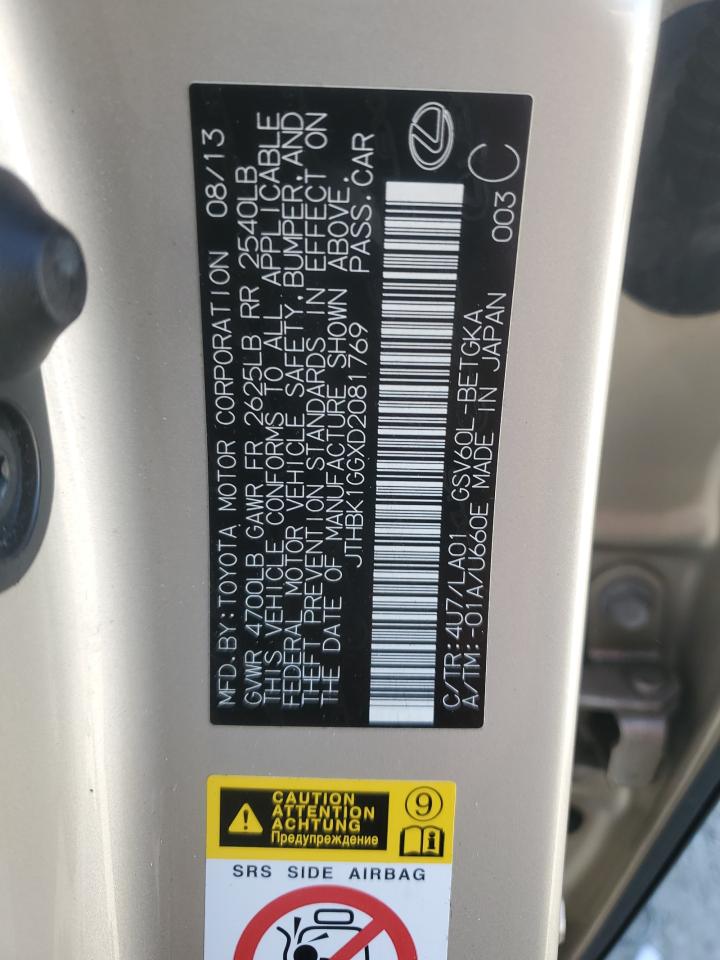 MFD. BY: TOYOTA MOTOR CORPORATION 08/13
GVWR 4700LB GAWR FR 2625LB RR 2540LB
THIS VEHICLE CONFORMS TO ALL APPLICABLE
FEDERAL MOTOR VEHICLE SAFETY, BUMPER, AND
THEFT PREVENTION STANDARDS IN EFFECT ON
THE DATE OF MANUFACTURE SHOWN ABOVE.
JTHBK1GGXD2081769 PASS. CAR
C/TR: 4U7/LA01 GSV60L-BETGKA
A/TM: -01A/U660E MADE IN JAPAN
003 C
CAUTION
ATTENTION
ACHTUNG
Предупреждение
9
SRS SIDE AIRBAG